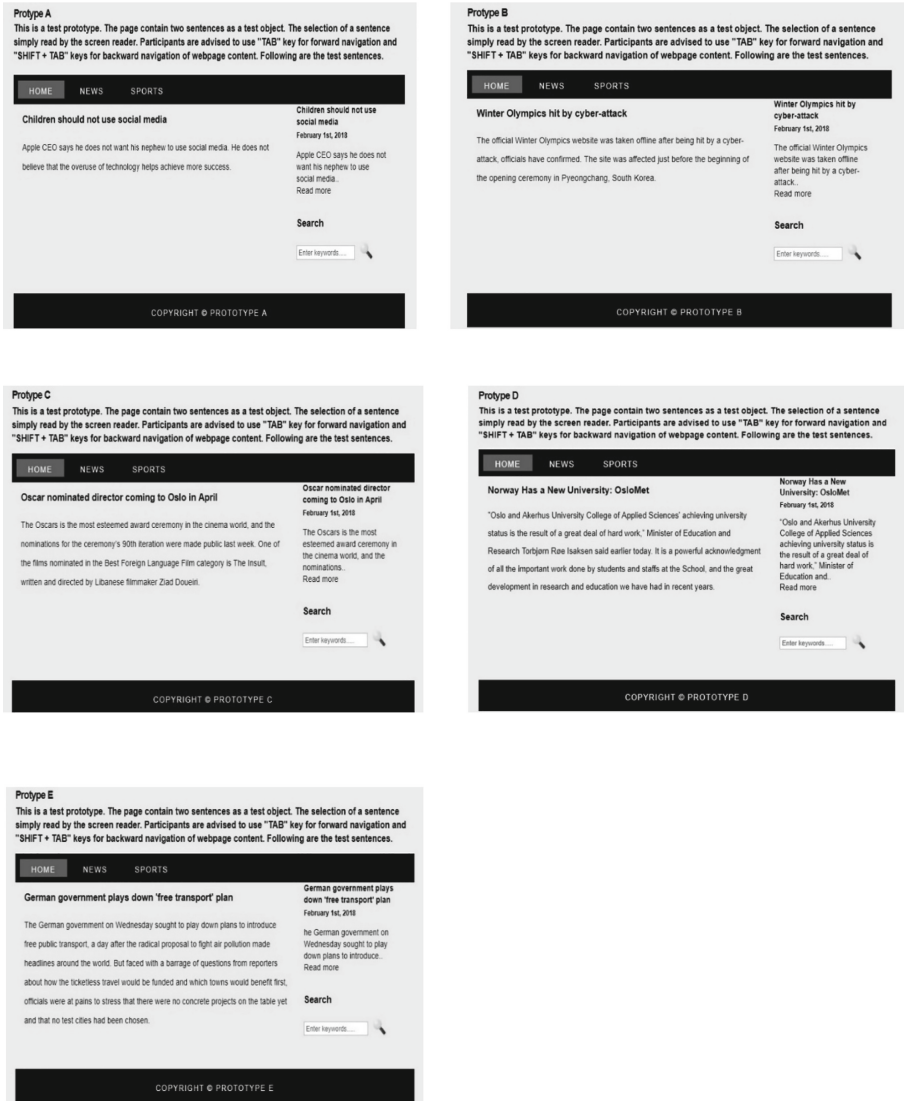 Protype A
This is a test prototype. The page contain two sentences as a test object. The selection of a sentence
simply read by the screen reader. Participants are advised to use "TAB" key for forward navigation and
"SHIFT + TAB" keys for backward navigation of webpage content. Following are the test sentences.
HOME NEWS SPORTS
Children should not use social media
Apple CEO says he does not want his nephew to use social media. He does not
believe that the overuse of technology helps achieve more success.
Children should not use
social media
February 1st, 2018
Apple CEO says he does not
want his nephew to use
social media..
Read more
Search
Enter keywords.....
COPYRIGHT © PROTOTYPE A
Protype B
This is a test prototype. The page contain two sentences as a test object. The selection of a sentence
simply read by the screen reader. Participants are advised to use "TAB" key for forward navigation and
"SHIFT + TAB" keys for backward navigation of webpage content. Following are the test sentences.
HOME NEWS SPORTS
Winter Olympics hit by cyber-attack
The official Winter Olympics website was taken offline after being hit by a cyber-
attack, officials have confirmed. The site was affected just before the beginning of
the opening ceremony in Pyeongchang, South Korea.
Winter Olympics hit by
cyber-attack
February 1st, 2018
The official Winter Olympics
website was taken offline
after being hit by a cyber-
attack..
Read more
Search
Enter keywords.....
COPYRIGHT © PROTOTYPE B
Protype C
This is a test prototype. The page contain two sentences as a test object. The selection of a sentence
simply read by the screen reader. Participants are advised to use "TAB" key for forward navigation and
"SHIFT + TAB" keys for backward navigation of webpage content. Following are the test sentences.
HOME NEWS SPORTS
Oscar nominated director coming to Oslo in April
The Oscars is the most esteemed award ceremony in the cinema world, and the
nominations for the ceremony's 90th iteration were made public last week. One of
the films nominated in the Best Foreign Language Film category is The Insult,
written and directed by Libanese filmmaker Ziad Doueiri.
Oscar nominated director
coming to Oslo in April
February 1st, 2018
The Oscars is the most
esteemed award ceremony in
the cinema world, and the
nominations..
Read more
Search
Enter keywords.....
COPYRIGHT © PROTOTYPE C
Protype D
This is a test prototype. The page contain two sentences as a test object. The selection of a sentence
simply read by the screen reader. Participants are advised to use "TAB" key for forward navigation and
"SHIFT + TAB" keys for backward navigation of webpage content. Following are the test sentences.
HOME NEWS SPORTS
Norway Has a New University: OsloMet
"Oslo and Akerhus University College of Applied Sciences' achieving university
status is the result of a great deal of hard work," Minister of Education and
Research Torbjørn Røe Isaksen said earlier today. It is a powerful acknowledgment
of all the important work done by students and staffs at the School, and the great
development in research and education we have had in recent years.
Norway Has a New
University: OsloMet
February 1st, 2018
"Oslo and Akerhus University
College of Applied Sciences
achieving university status is
the result of a great deal of
hard work," Minister of
Education and..
Read more
Search
Enter keywords.....
COPYRIGHT © PROTOTYPE D
Protype E
This is a test prototype. The page contain two sentences as a test object. The selection of a sentence
simply read by the screen reader. Participants are advised to use "TAB" key for forward navigation and
"SHIFT + TAB" keys for backward navigation of webpage content. Following are the test sentences.
HOME NEWS SPORTS
German government plays down 'free transport' plan
The German government on Wednesday sought to play down plans to introduce
free public transport, a day after the radical proposal to fight air pollution made
headlines around the world. But faced with a barrage of questions from reporters
about how the ticketless travel would be funded and which towns would benefit first,
officials were at pains to stress that there were no concrete projects on the table yet
and that no test cities had been chosen.
German government plays
down 'free transport' plan
February 1st, 2018
he German government on
Wednesday sought to play
down plans to introduce..
Read more
Search
Enter keywords.....
COPYRIGHT © PROTOTYPE E